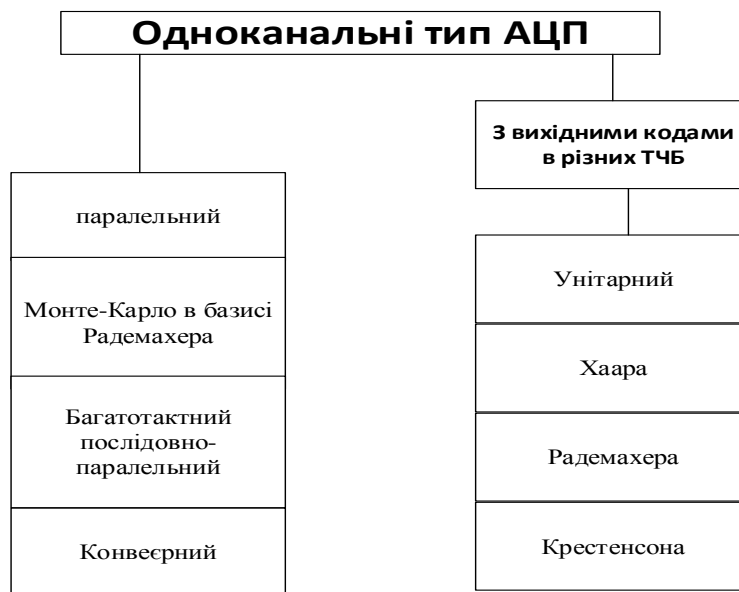 Одноканальні тип АЦП
З вихідними кодами
в різних ТЧБ
паралельний
Монте-Карло в базисі
Радемахера
Багатотактний
послідовно-
паралельний
Конвеєрний
Унітарний
Хаара
Радемахера
Крестенсона